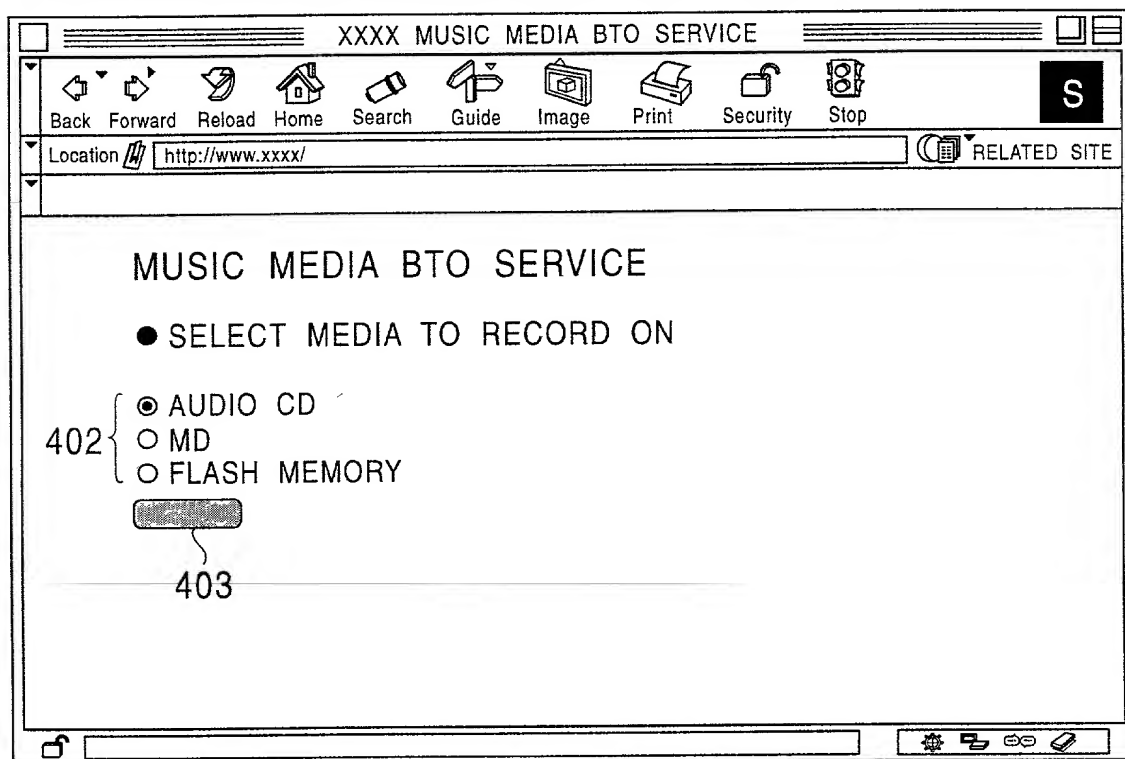 XXXX MUSIC MEDIA BTO SERVICE
Back Forward Reload Home Search Guide Image Print Security Stop
S
Location http://www.xxxx/ RELATED SITE
MUSIC MEDIA BTO SERVICE
● SELECT MEDIA TO RECORD ON
AUDIO CD
402 MD
FLASH MEMORY
403